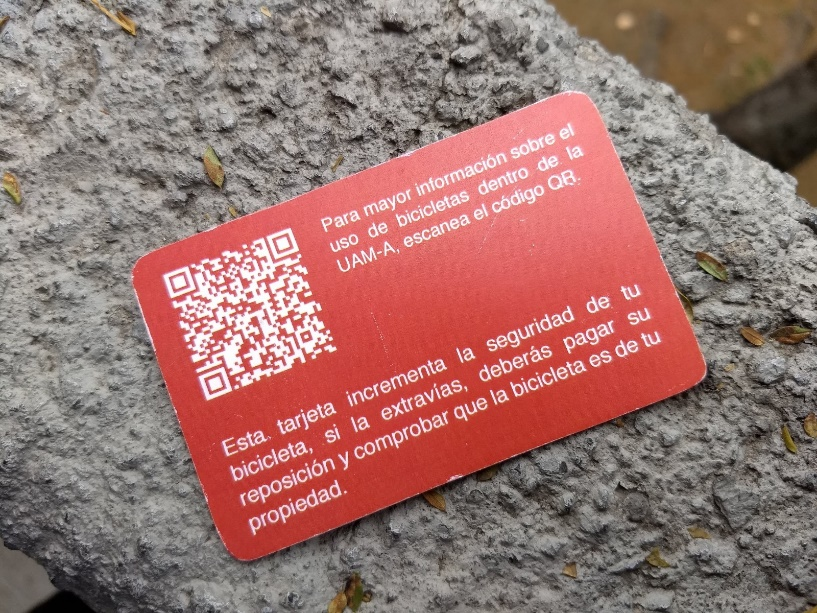 Para mayor información sobre el
uso de bicicletas dentro de la
UAM-A, escanea el código QR.
Esta tarjeta incrementa la seguridad de tu
bicicleta, si la extravías, deberás pagar su
reposición y comprobar que la bicicleta es de tu
propiedad.